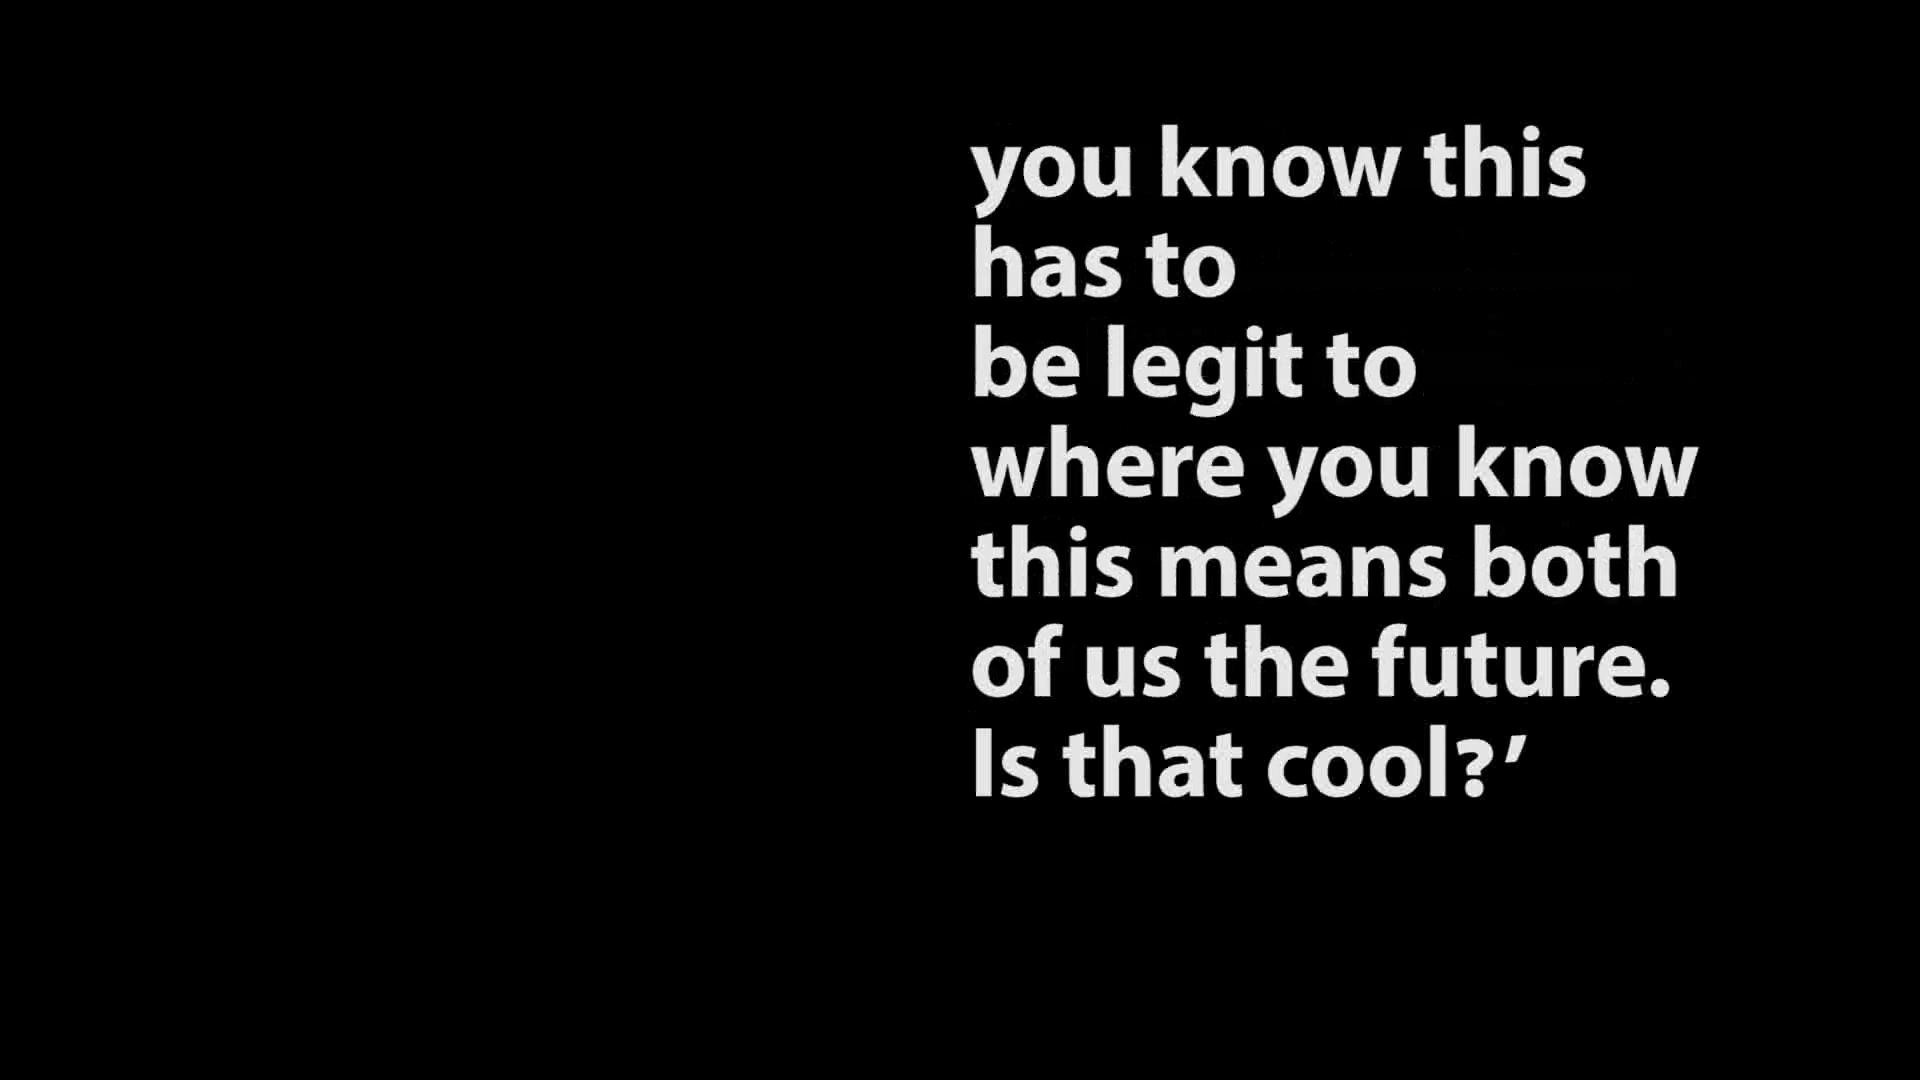 you know this
has to
be legit to
where you know
this means both
of us the future.
Is that cool?’